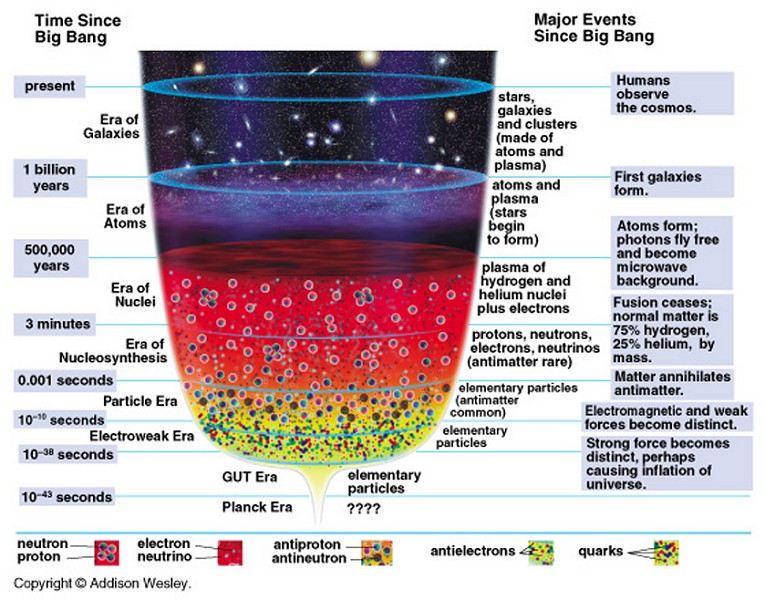 Time Since
Big Bang
Major Events
Since Big Bang
present
Humans
observe
the cosmos.
Era of
Galaxies
stars,
galaxies
and clusters
(made of
atoms and
plasma)
1 billion
years
First galaxies
form.
Era of
Atoms
atoms and
plasma
(stars
begin
to form)
500,000
years
Atoms form;
photons fly free
and become
microwave
background.
Era of
Nuclei
plasma of
hydrogen and
helium nuclei
plus electrons
3 minutes
Fusion ceases;
normal matter is
75% hydrogen,
25% helium, by
mass.
Era of
Nucleosynthesis
protons, neutrons,
electrons, neutrinos
(antimatter rare)
0.001 seconds
Matter annihilates
antimatter.
Particle Era
elementary particles
(antimatter
common)
10⁻¹⁰ seconds
Electromagnetic and weak
forces become distinct.
Electroweak Era
elementary
particles
10⁻³⁸ seconds
Strong force becomes
distinct, perhaps
causing inflation of
universe.
GUT Era
elementary
particles
10⁻⁴³ seconds
Planck Era
????
neutron
proton
electron
neutrino
antiproton
antineutron
antielectrons
quarks
Copyright © Addison Wesley.